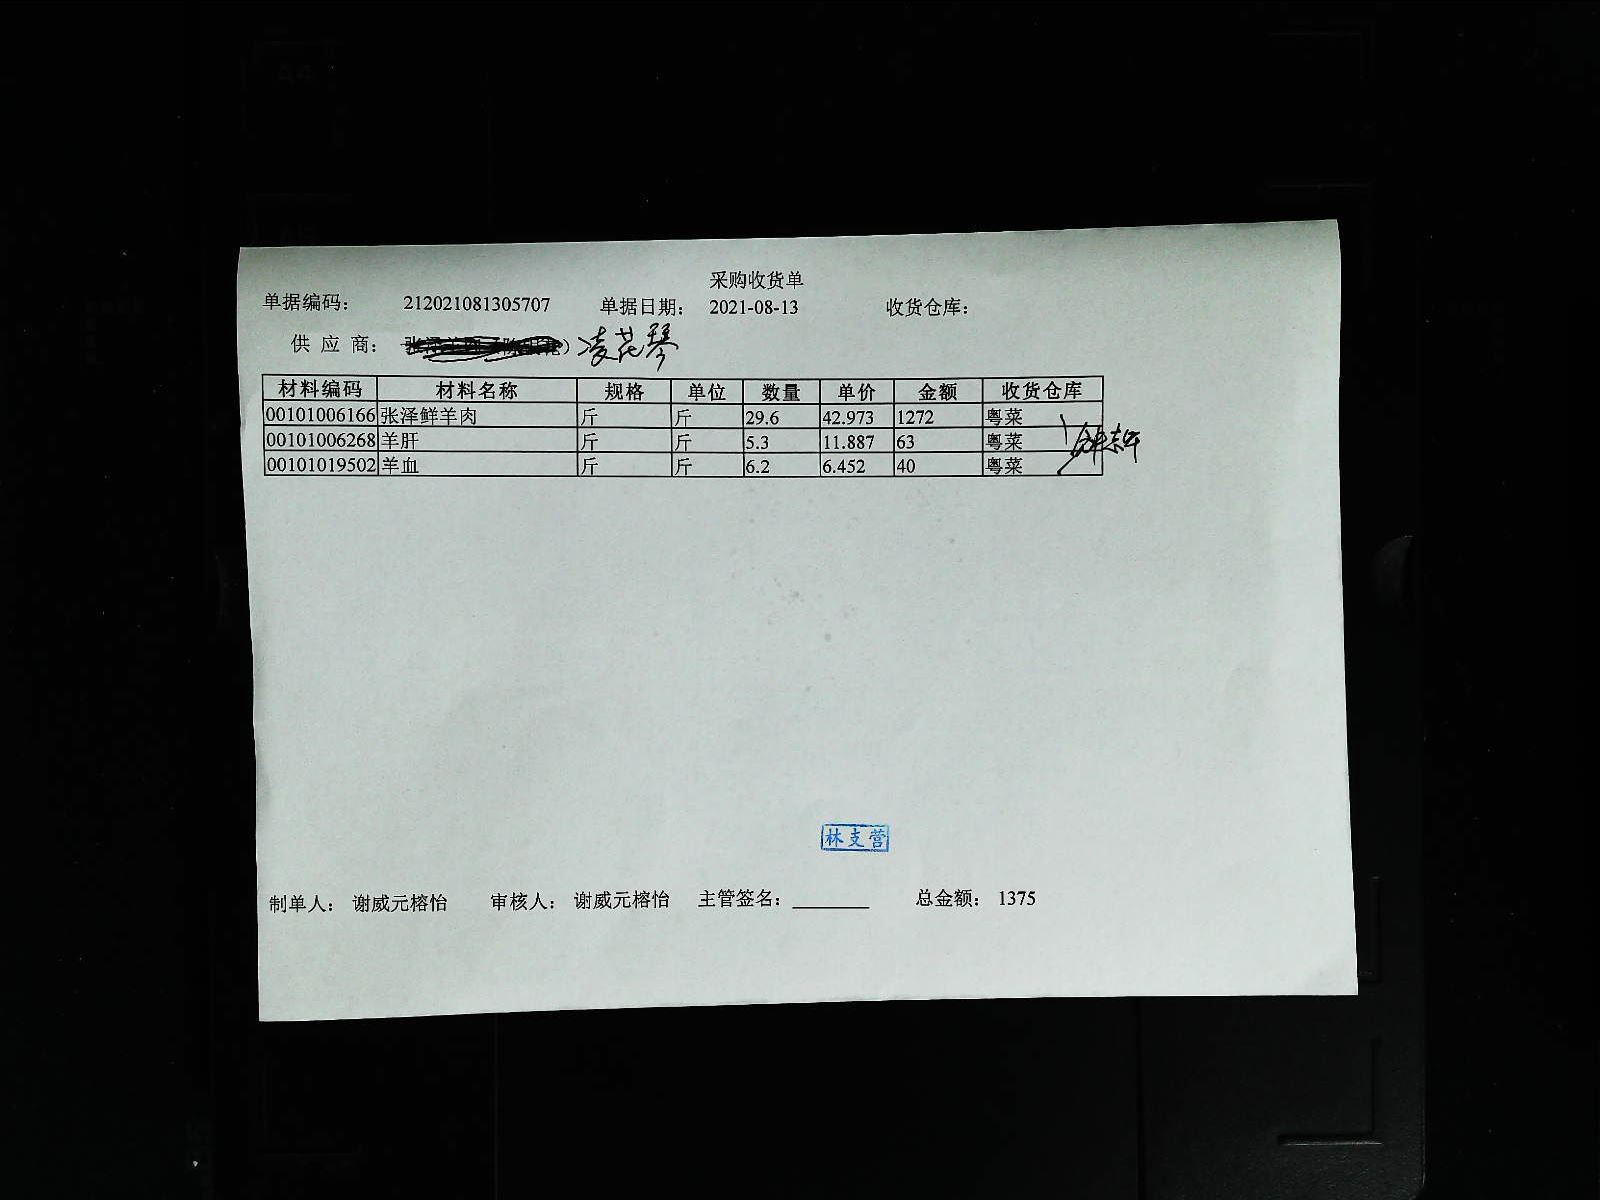 采购收货单
单据编码： 212021081305707 单据日期： 2021-08-13 收货仓库：
供 应 商： 凌花琴
材料编码 材料名称 规格 单位 数量 单价 金额 收货仓库
00101006166 张泽鲜羊肉 斤 斤 29.6 42.973 1272 粤菜
00101006268 羊肝 斤 斤 5.3 11.887 63 粤菜
00101019502 羊血 斤 斤 6.2 6.452 40 粤菜
林支营
制单人： 谢威元榕怡 审核人： 谢威元榕怡 主管签名： 总金额： 1375